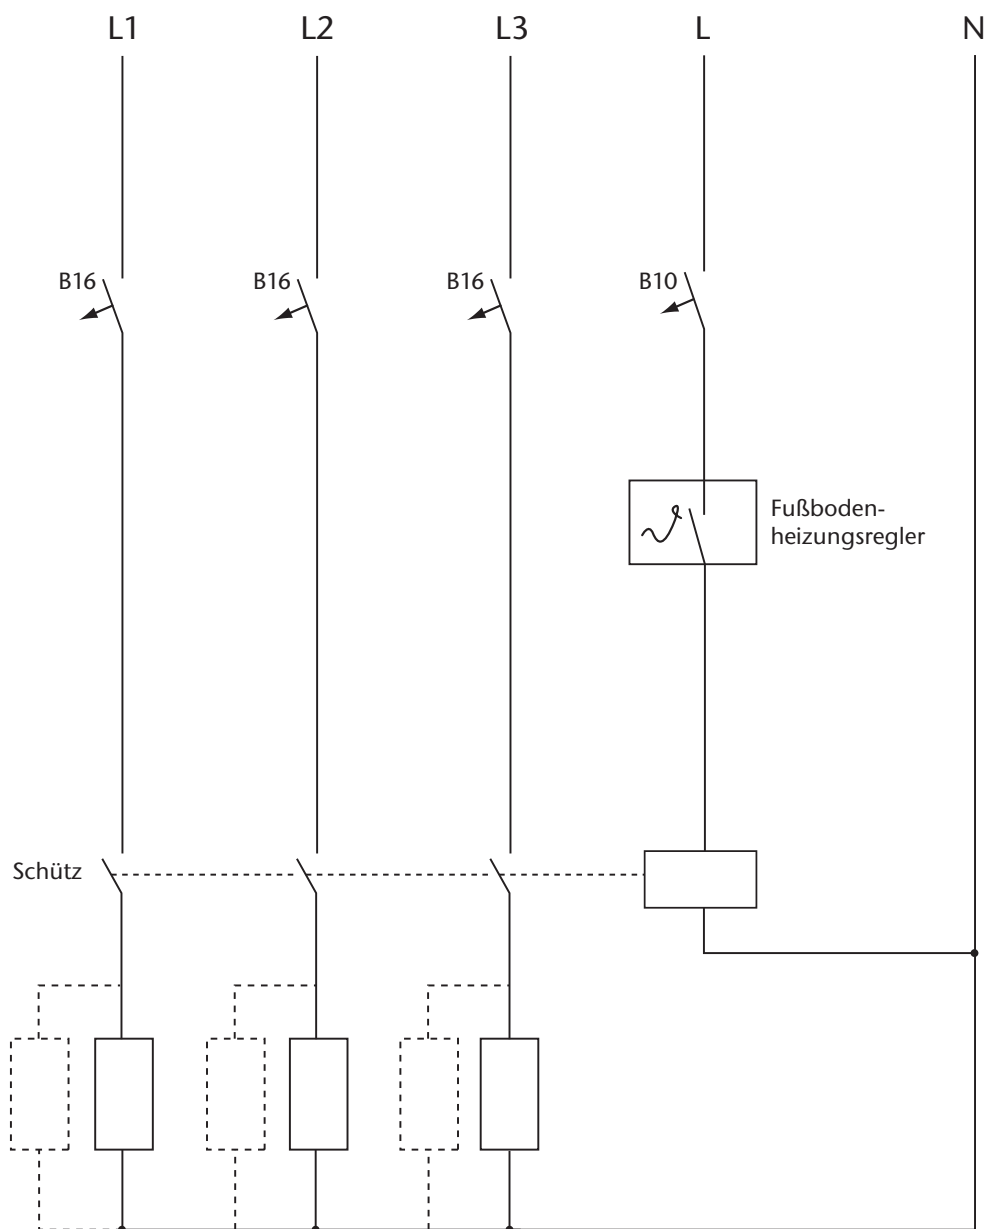 L1
L2
L3
L
N
B16
B16
B16
B10
Fußboden-
heizungsregler
Schütz